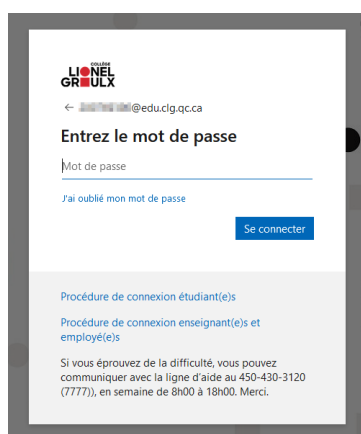 COLLÈGE
LIONEL
GROULX
← @edu.clg.qc.ca
Entrez le mot de passe
Mot de passe
J'ai oublié mon mot de passe
Se connecter
Procédure de connexion étudiant(e)s
Procédure de connexion enseignant(e)s et
employé(e)s
Si vous éprouvez de la difficulté, vous pouvez
communiquer avec la ligne d'aide au 450-430-3120
(7777)), en semaine de 8h00 à 18h00. Merci.